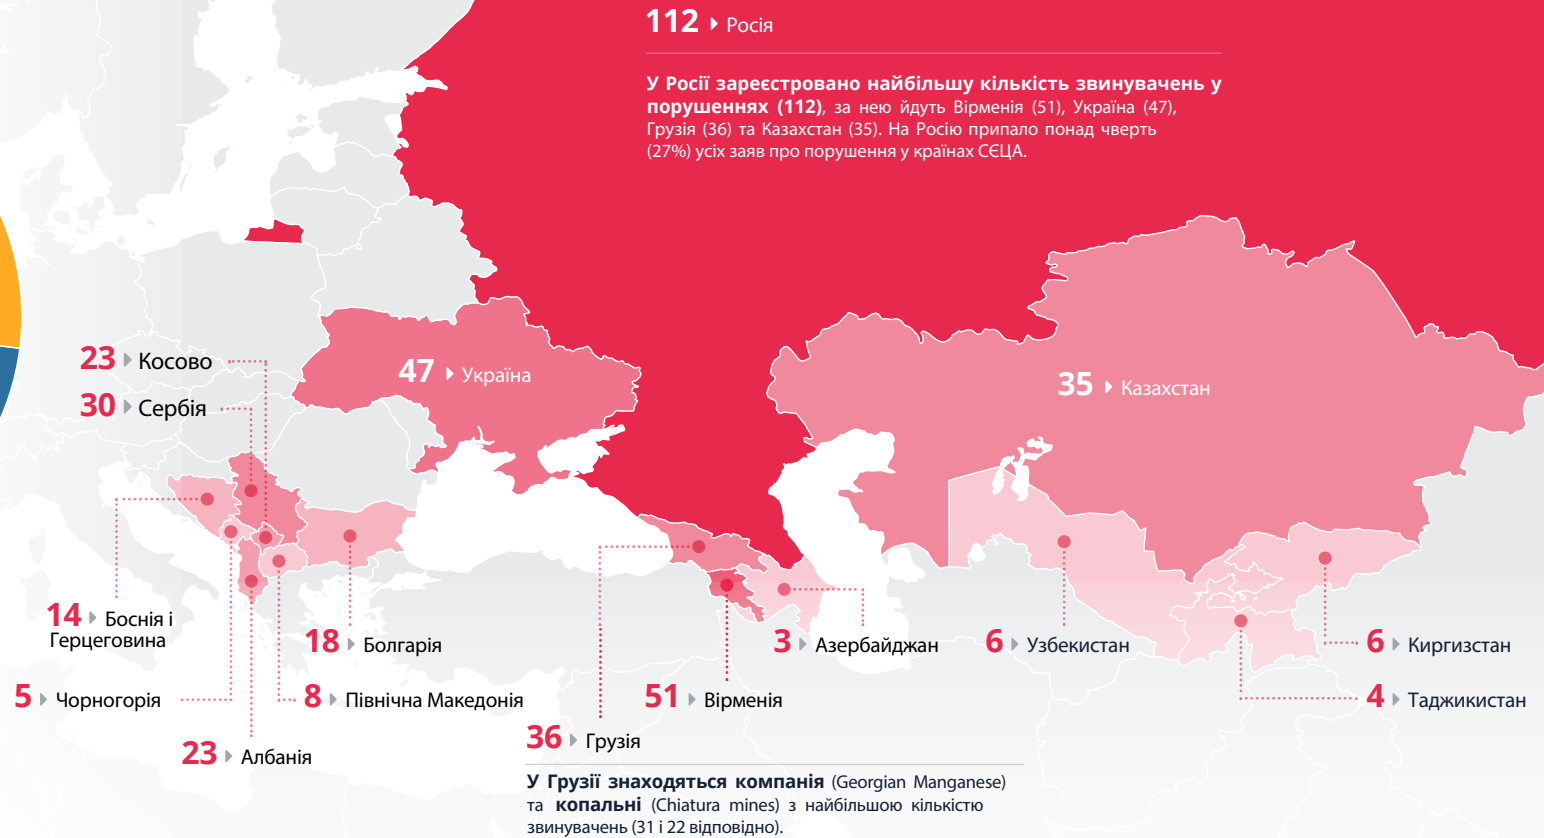 112 Росія
У Росії зареєстровано найбільшу кількість звинувачень у
порушеннях (112), за нею йдуть Вірменія (51), Україна (47),
Грузія (36) та Казахстан (35). На Росію припало понад чверть
(27%) усіх заяв про порушення у країнах СЄЦА.
23 Косово
47 Україна
35 Казахстан
30 Сербія
14 Боснія і
Герцеговина
18 Болгарія
3 Азербайджан
6 Узбекистан
6 Киргизстан
5 Чорногорія
8 Північна Македонія
51 Вірменія
4 Таджикистан
23 Албанія
36 Грузія
У Грузії знаходяться компанія (Georgian Manganese)
та копальні (Chiatura mines) з найбільшою кількістю
звинувачень (31 і 22 відповідно).